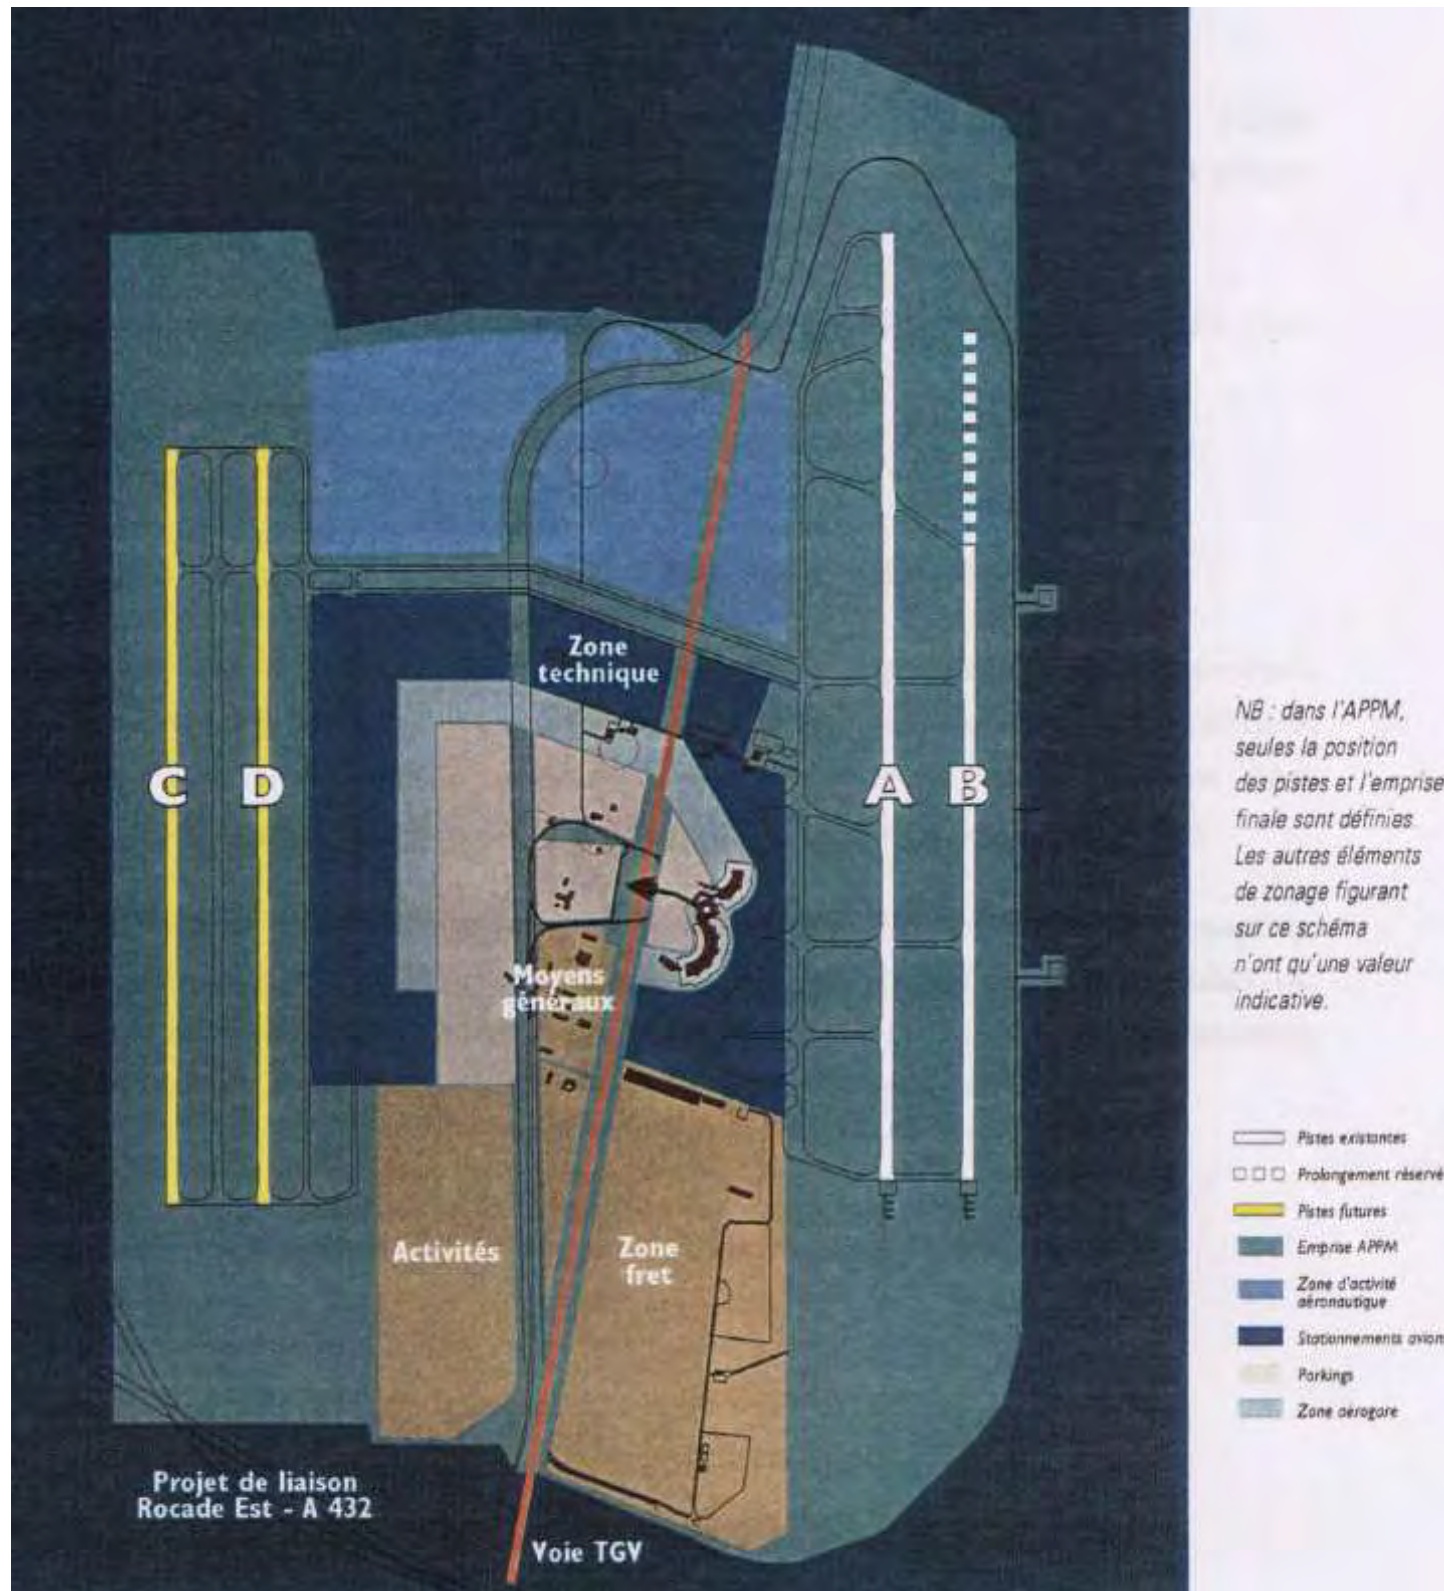 Zone
technique
C
D
A
B
Moyens
généraux
Activités
Zone
fret
Projet de liaison
Rocade Est - A 432
Voie TGV
NB : dans l'APPM,
seules la position
des pistes et l'emprise
finale sont définies.
Les autres éléments
de zonage figurant
sur ce schéma
n'ont qu'une valeur
indicative.
Pistes existantes
Prolongement réservé
Pistes futures
Emprise APPM
Zone d'activité
aéronautique
Stationnements avion
Parkings
Zone aérogare